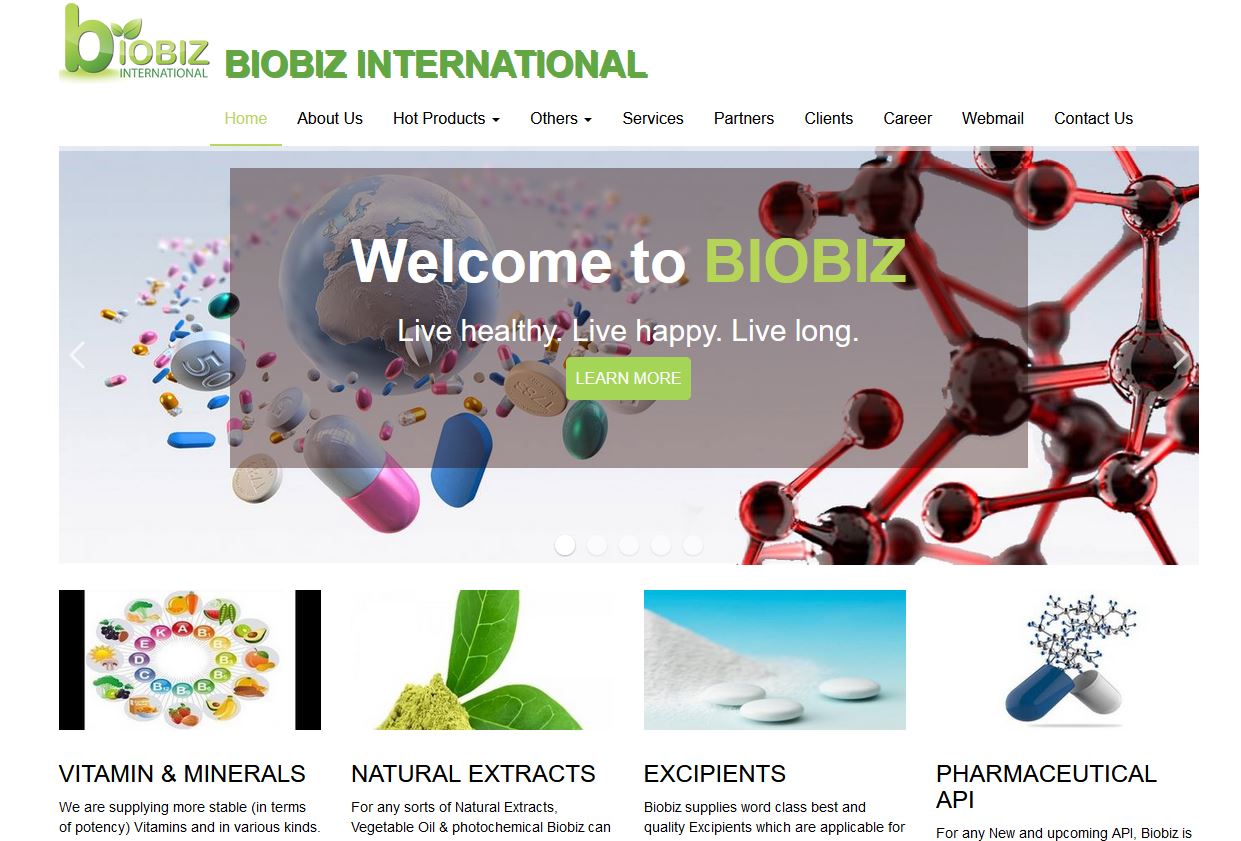 biobiz
INTERNATIONAL
BIOBIZ INTERNATIONAL
Home About Us Hot Products Others Services Partners Clients Career Webmail Contact Us
Welcome to BIOBIZ
Live healthy. Live happy. Live long.
LEARN MORE
50
VITAMIN & MINERALS
We are supplying more stable (in terms
of potency) Vitamins and in various kinds.
NATURAL EXTRACTS
For any sorts of Natural Extracts,
Vegetable Oil & photochemical Biobiz can
EXCIPIENTS
Biobiz supplies word class best and
quality Excipients which are applicable for
PHARMACEUTICAL
API
For any New and upcoming API, Biobiz is